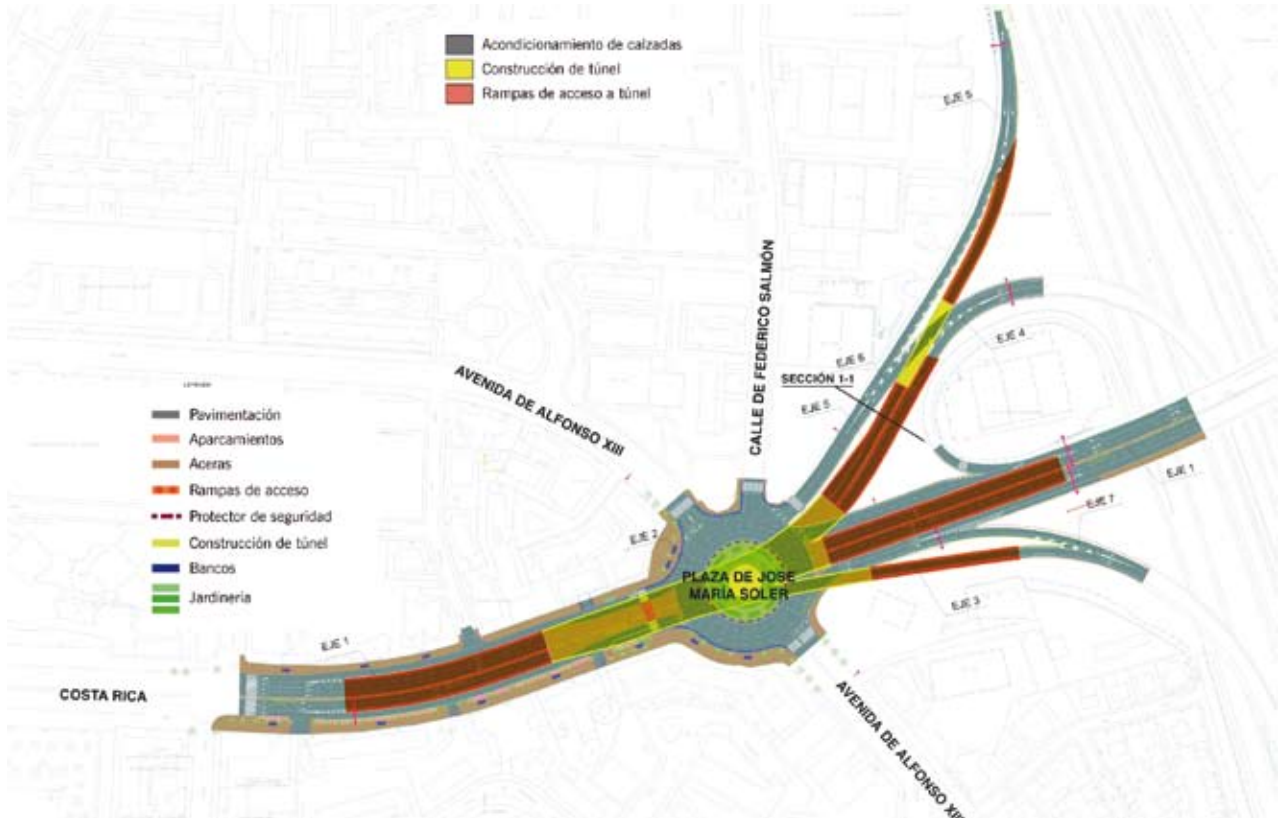 Acondicionamiento de calzadas
Construcción de túnel
Rampas de acceso a túnel
EJE 5
CALLE DE FEDERICO SALMÓN
EJE 4
EJE 6
SECCIÓN 1-1
AVENIDA DE ALFONSO XIII
EJE 5
LEYENDA
Pavimentación
Aparcamientos
Aceras
Rampas de acceso
Protector de seguridad
Construcción de túnel
Bancos
Jardinería
EJE 1
EJE 7
EJE 2
PLAZA DE JOSE
MARÍA SOLER
EJE 3
EJE 1
COSTA RICA
AVENIDA DE ALFONSO XIII